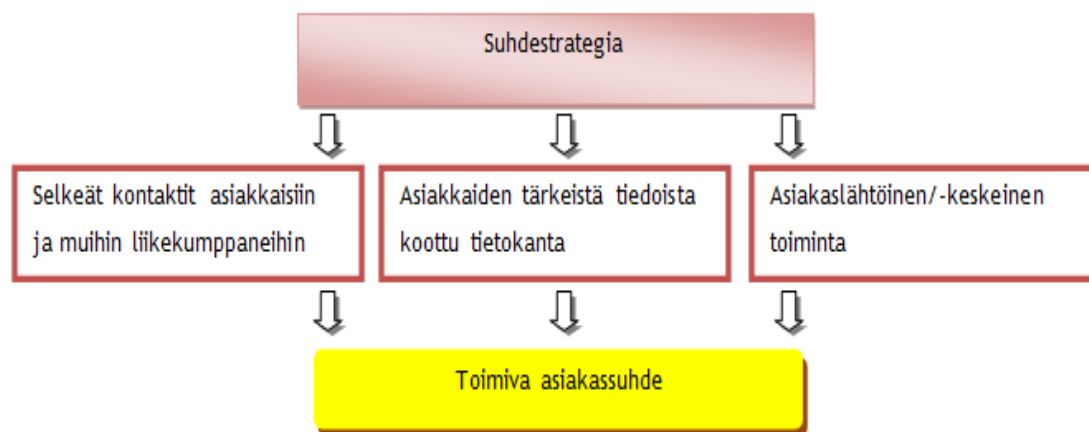 Suhdestrategia
Selkeät kontaktit asiakkaisiin
ja muihin liikekumppaneihin
Asiakkaiden tärkeistä tiedoista
koottu tietokanta
Asiakaslähtöinen/-keskeinen
toiminta
Toimiva asiakassuhde